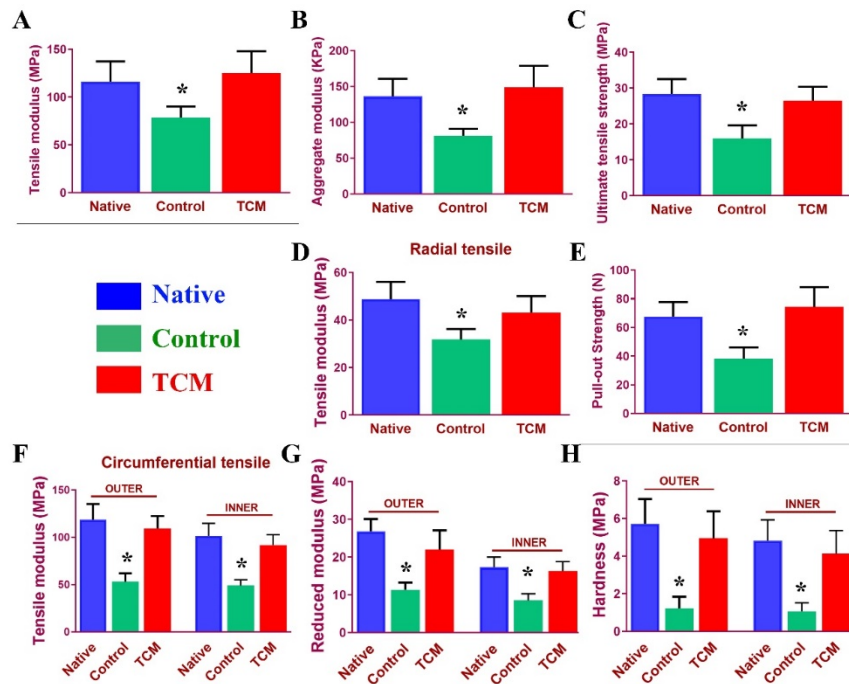 A
Tensile modulus (MPa)
150
100
50
0
Native Control TCM
*
B
Aggregate modulus (KPa)
200
150
100
50
0
Native Control TCM
*
C
Ultimate tensile strength (MPa)
40
30
20
10
0
Native Control TCM
*
Native
Control
TCM
D
Radial tensile
Tensile modulus (MPa)
60
40
20
0
Native Control TCM
*
E
Pull-out Strength (N)
100
80
60
40
20
0
Native Control TCM
*
F
Circumferential tensile
Tensile modulus (MPa)
150
100
50
0
OUTER
INNER
* *
Native Control TCM Native Control TCM
G
Reduced modulus (MPa)
40
30
20
10
0
OUTER
INNER
* *
Native Control TCM Native Control TCM
H
Hardness (MPa)
8
6
4
2
0
OUTER
INNER
* *
Native Control TCM Native Control TCM